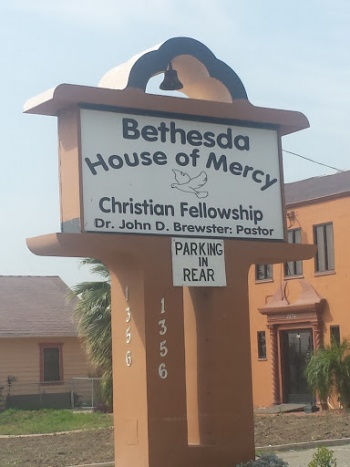 Bethesda
House of Mercy
Christian Fellowship
Dr. John D. Brewster: Pastor
PARKING
IN
REAR
1356
1356